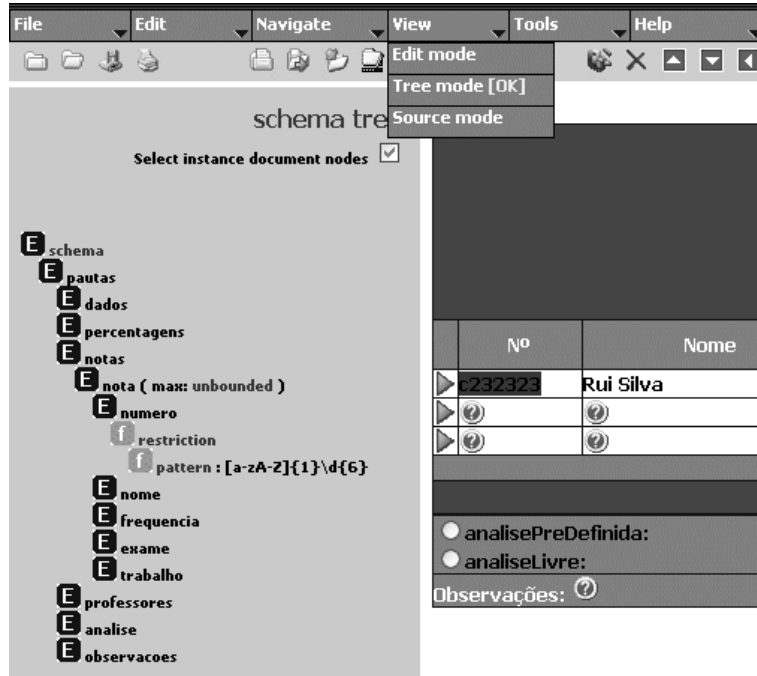 File Edit Navigate View Tools Help
Edit mode
Tree mode [OK]
Source mode
schema tre
Select instance document nodes
E schema
E pautas
E dados
E percentagens
E notas
E nota ( max: unbounded )
E numero
f restriction
f pattern : [a-zA-Z]{1}\d{6}
E nome
E frequencia
E exame
E trabalho
E professores
E analise
E observacoes
Nº Nome
c232323 Rui Silva
? ?
? ?
analisePreDefinida:
analiseLivre:
Observações: ?